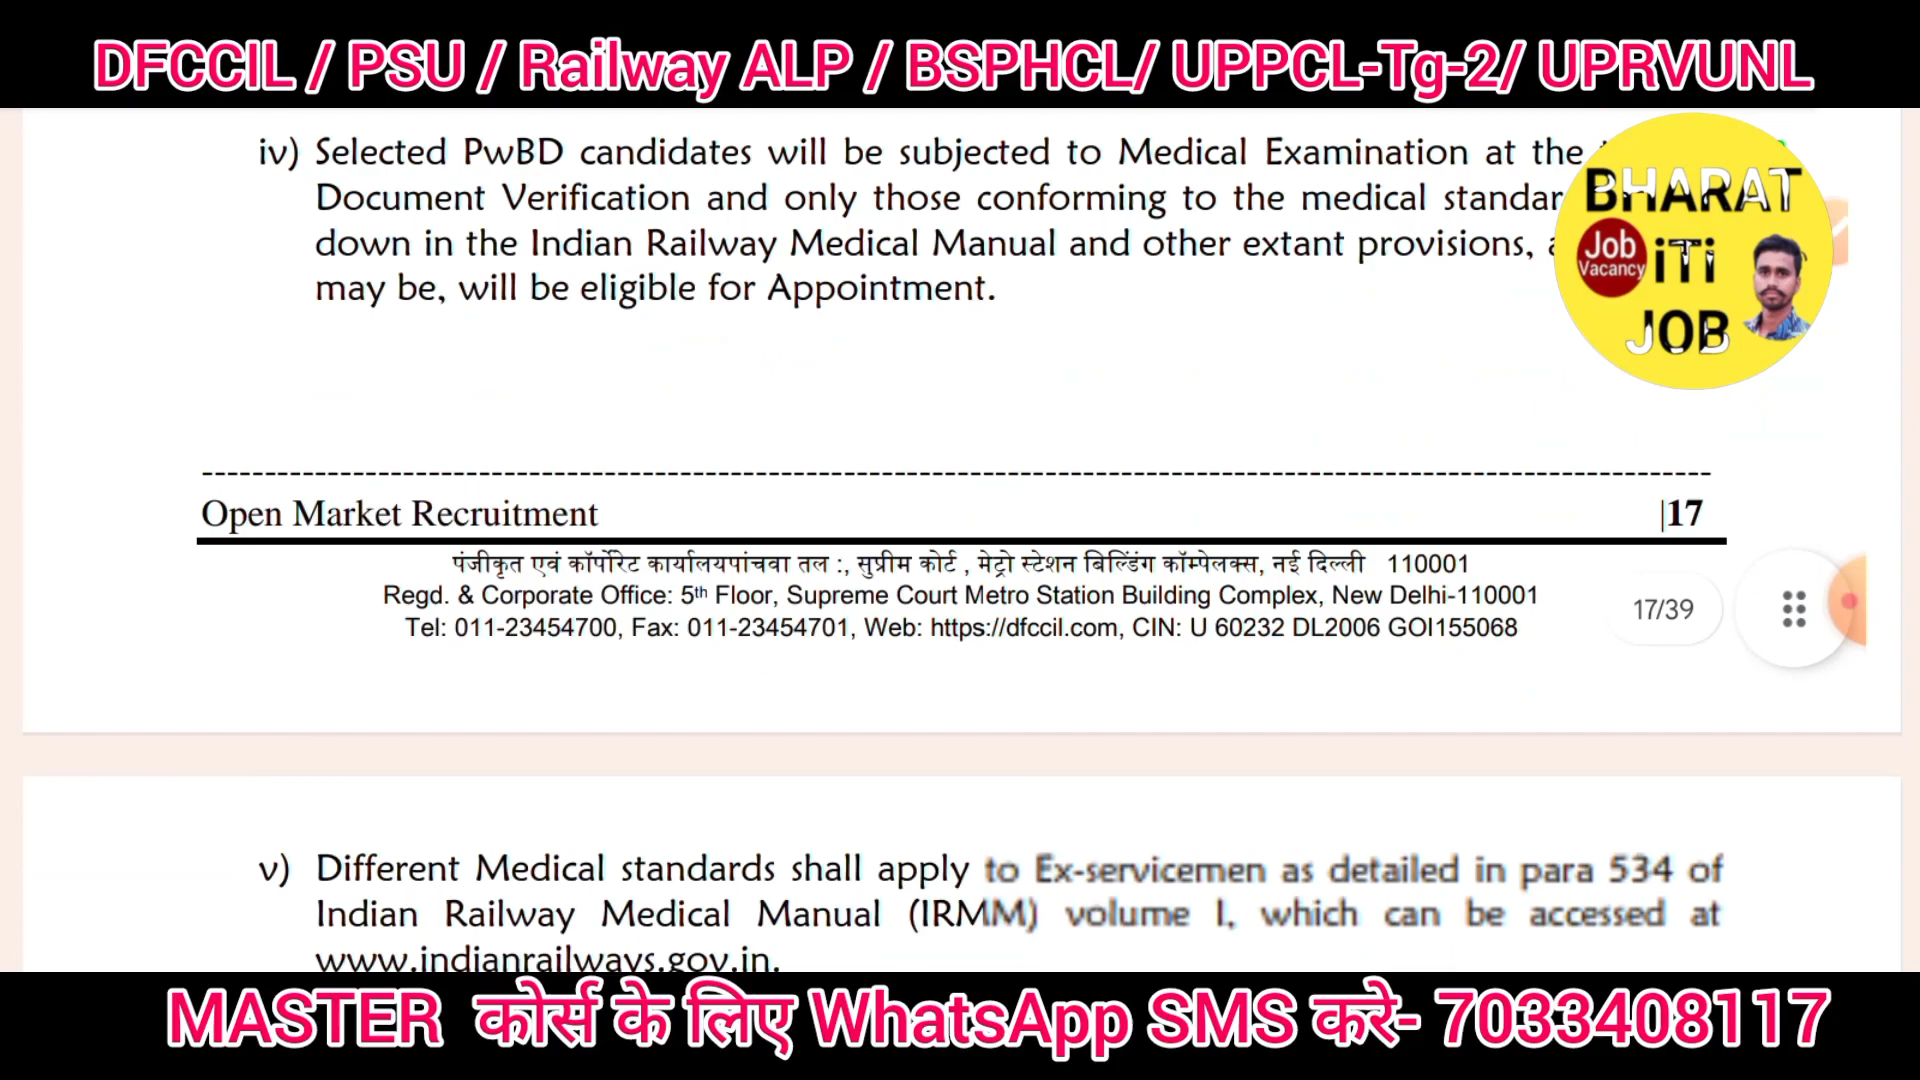 DFCCIL / PSU / Railway ALP / BSPHCL/ UPPCL-Tg-2/ UPRVUNL
iv) Selected PwBD candidates will be subjected to Medical Examination at the
Document Verification and only those conforming to the medical standar
down in the Indian Railway Medical Manual and other extant provisions, a
may be, will be eligible for Appointment.
BHARAT
Job
Vacancy
iTi
JOB
Open Market Recruitment |17
पंजीकृत एवं कॉर्पोरेट कार्यालयपांचवा तल :, सुप्रीम कोर्ट , मेट्रो स्टेशन बिल्डिंग कॉम्पेलक्स, नई दिल्ली 110001
Regd. & Corporate Office: 5th Floor, Supreme Court Metro Station Building Complex, New Delhi-110001
Tel: 011-23454700, Fax: 011-23454701, Web: https://dfccil.com, CIN: U 60232 DL2006 GOI155068
17/39
v) Different Medical standards shall apply to Ex-servicemen as detailed in para 534 of
Indian Railway Medical Manual (IRMM) volume I, which can be accessed at
www.indianrailways.gov.in.
MASTER कोर्स के लिए WhatsApp SMS करे- 7033408117